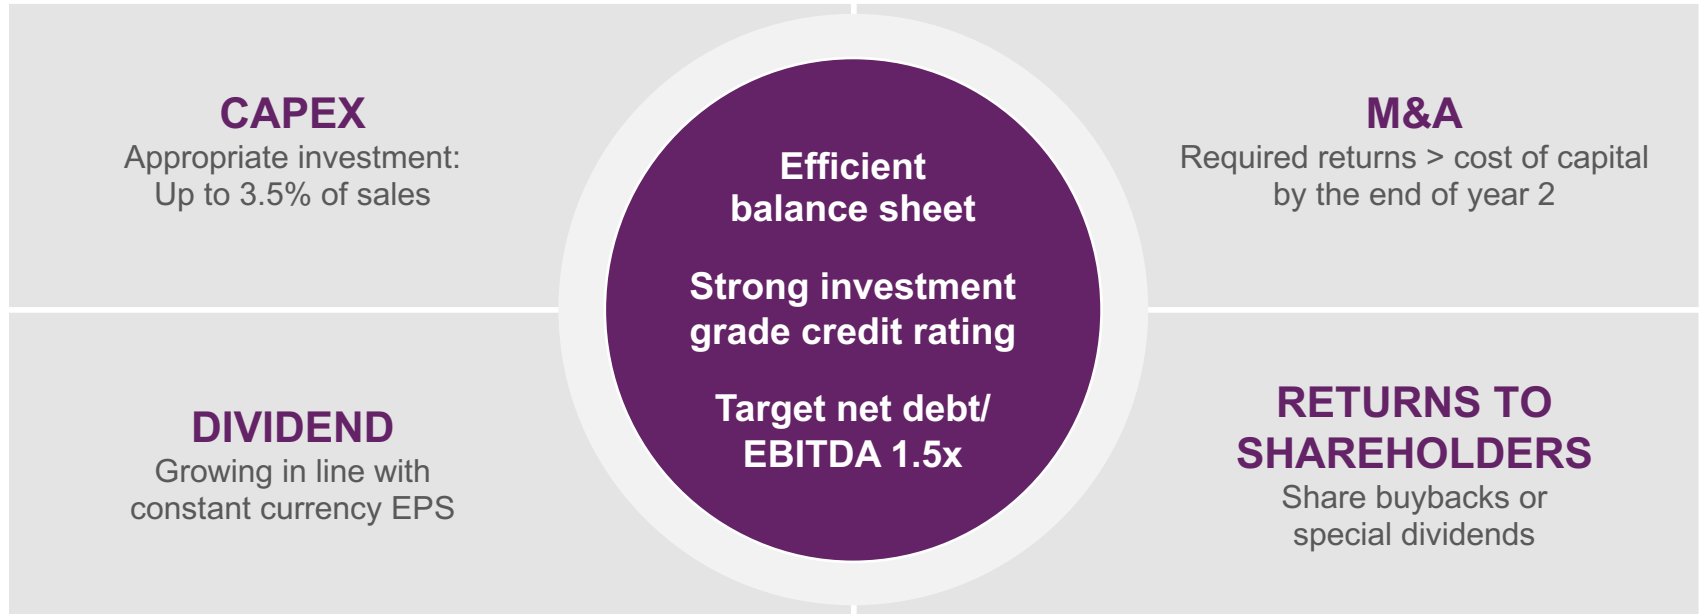 CAPEX
Appropriate investment:
Up to 3.5% of sales
M&A
Required returns > cost of capital
by the end of year 2
Efficient
balance sheet
Strong investment
grade credit rating
Target net debt/
EBITDA 1.5x
DIVIDEND
Growing in line with
constant currency EPS
RETURNS TO
SHAREHOLDERS
Share buybacks or
special dividends